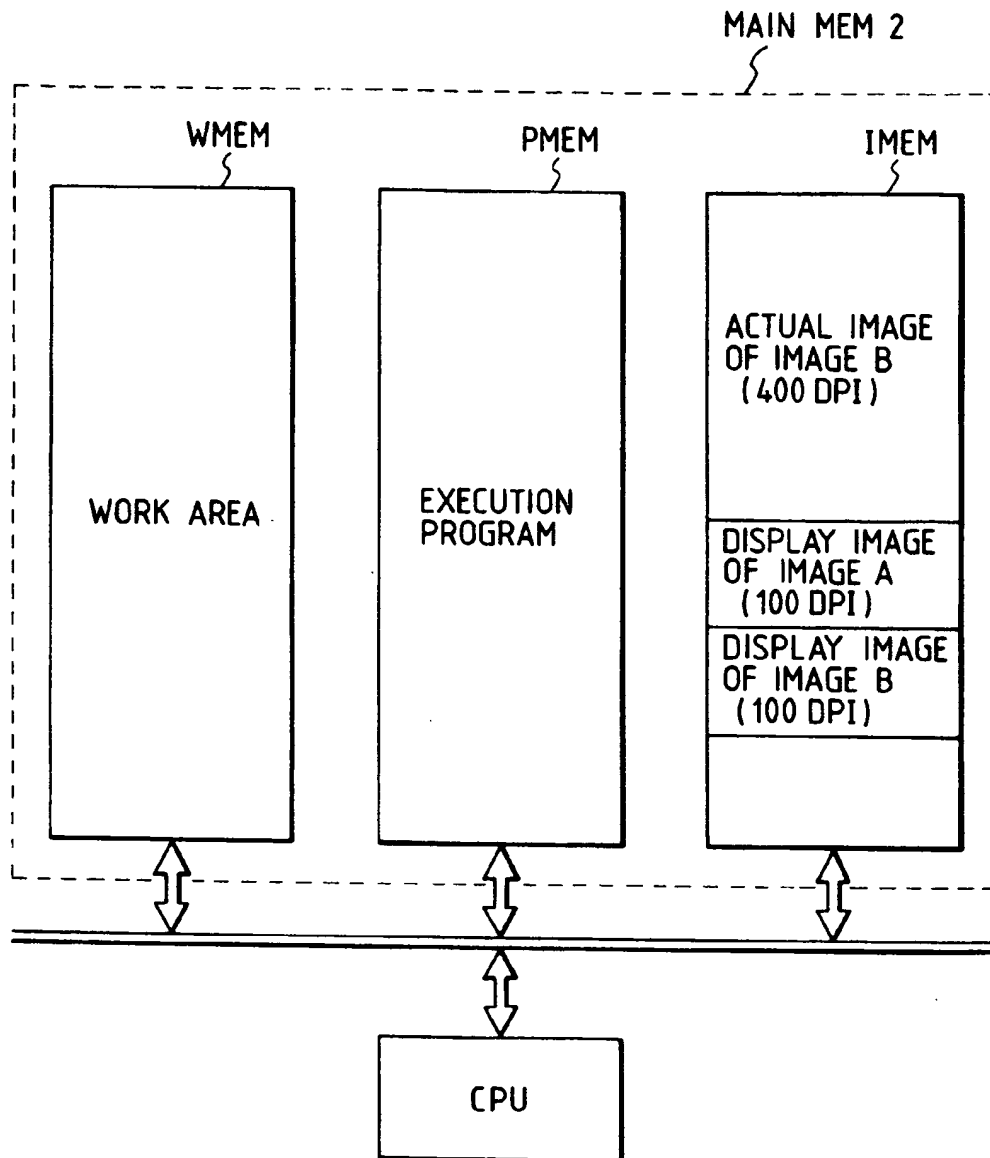 MAIN MEM 2
WMEM
PMEM
IMEM
WORK AREA
EXECUTION
PROGRAM
ACTUAL IMAGE
OF IMAGE B
(400 DPI)
DISPLAY IMAGE
OF IMAGE A
(100 DPI)
DISPLAY IMAGE
OF IMAGE B
(100 DPI)
CPU